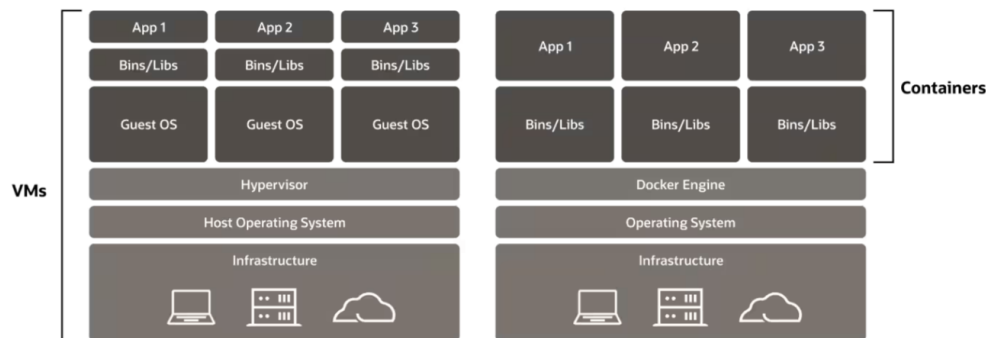 App 1 App 2 App 3
Bins/Libs Bins/Libs Bins/Libs
Guest OS Guest OS Guest OS
Hypervisor
Host Operating System
Infrastructure
VMs
App 1 App 2 App 3
Bins/Libs Bins/Libs Bins/Libs
Docker Engine
Operating System
Infrastructure
Containers